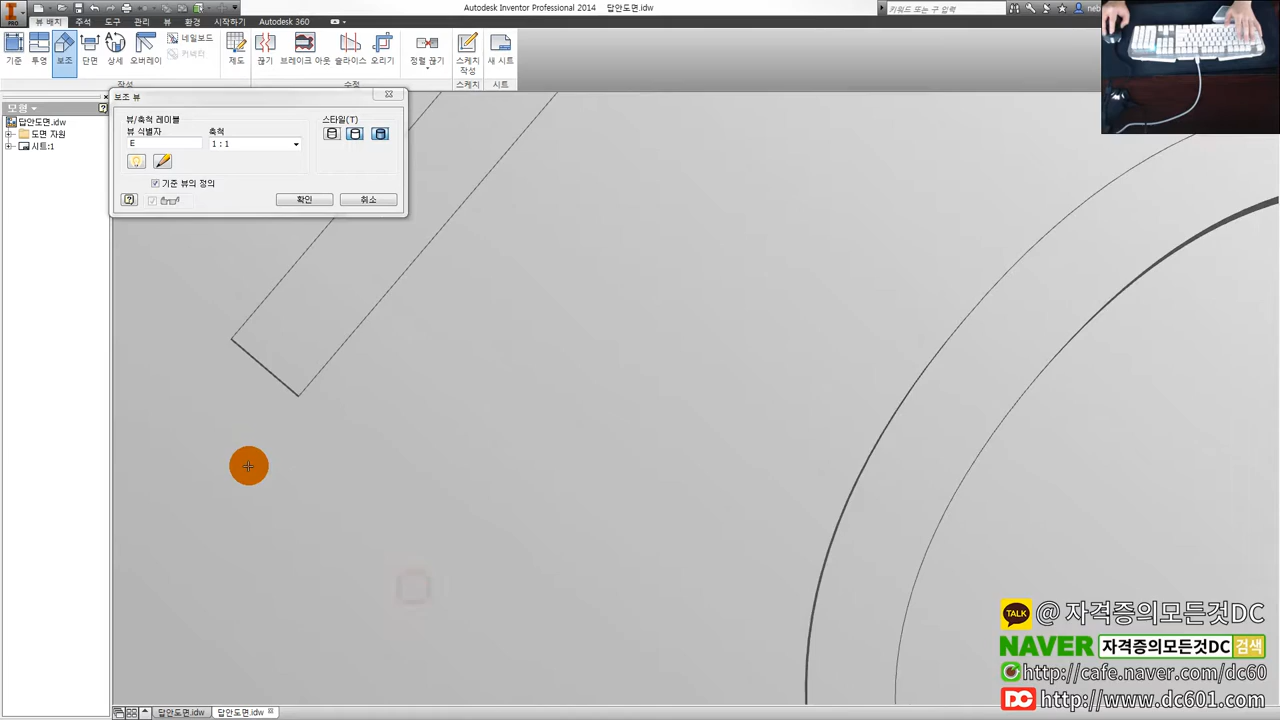 Autodesk Inventor Professional 2014 답안도면.idw
키워드 또는 구 입력
PRO
뷰 배치 주석 도구 관리 뷰 환경 시작하기 Autodesk 360
기준 투영 보조 단면 상세 오버레이 네일보드 커넥터 제도 끊기 브레이크 아웃 슬라이스 오리기 정렬 끊기 스케치 작성 새 시트
작성 수정 스케치 시트
모형
답안도면.idw
도면 자원
시트:1
보조 뷰
뷰/축척 레이블
스타일(T)
뷰 식별자 축척
E 1 : 1
기준 뷰의 정의
확인 취소
TALK @ 자격증의모든것DC
NAVER 자격증의모든것DC 검색
http://cafe.naver.com/dc60
DC http://www.dc601.com/
답안도면.idw 답안도면.idw